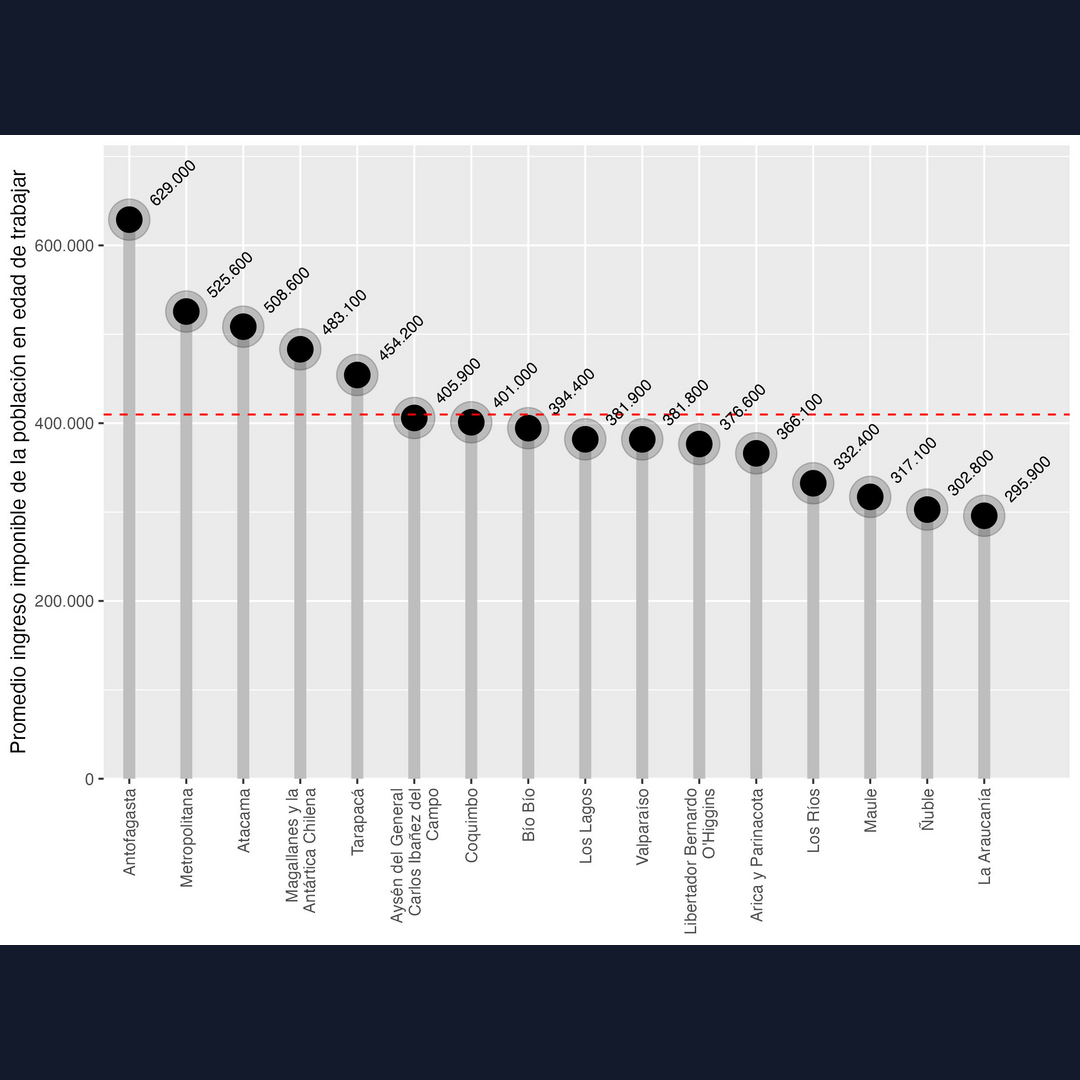 Promedio ingreso imponible de la población en edad de trabajar
600.000
400.000
200.000
0
629.000
525.600
508.600
483.100
454.200
405.900
401.000
394.400
381.900
381.800
376.600
366.100
332.400
317.100
302.800
295.900
Antofagasta
Metropolitana
Atacama
Magallanes y la
Antártica Chilena
Tarapacá
Aysén del General
Carlos Ibañez del
Campo
Coquimbo
Bío Bío
Los Lagos
Valparaíso
Libertador Bernardo
O'Higgins
Arica y Parinacota
Los Ríos
Maule
Ñuble
La Araucanía